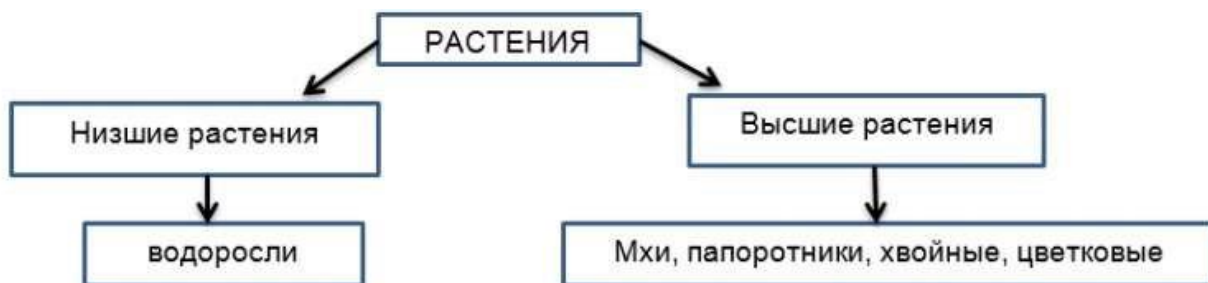 РАСТЕНИЯ
Низшие растения
Высшие растения
водоросли
Мхи, папоротники, хвойные, цветковые